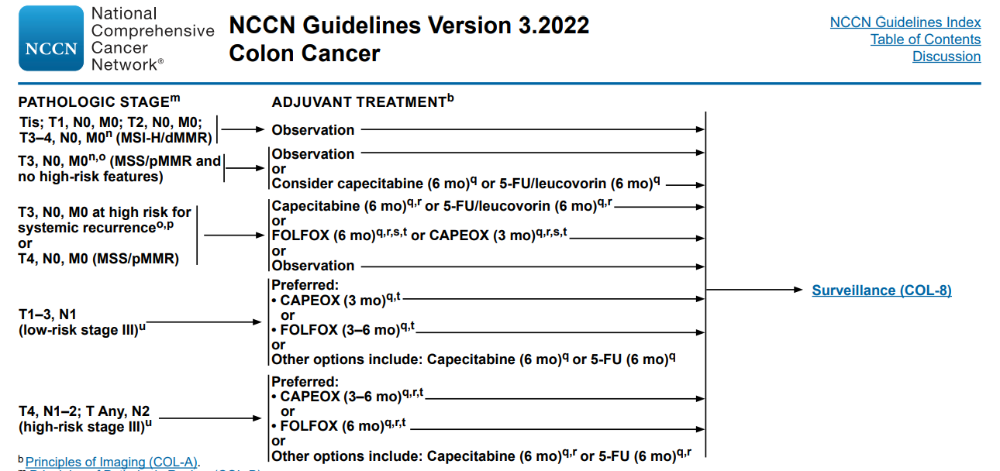 NCCN
National
Comprehensive
Cancer
Network®
NCCN Guidelines Version 3.2022
Colon Cancer
NCCN Guidelines Index
Table of Contents
Discussion
PATHOLOGIC STAGEm
ADJUVANT TREATMENTb
Tis; T1, N0, M0; T2, N0, M0;
T3–4, N0, M0n (MSI-H/dMMR)
Observation
T3, N0, M0n,o (MSS/pMMR and
no high-risk features)
Observation
or
Consider capecitabine (6 mo)q or 5-FU/leucovorin (6 mo)q
T3, N0, M0 at high risk for
systemic recurrenceo,p
or
T4, N0, M0 (MSS/pMMR)
Capecitabine (6 mo)q,r or 5-FU/leucovorin (6 mo)q,r
or
FOLFOX (6 mo)q,r,s,t or CAPEOX (3 mo)q,r,s,t
or
Observation
T1–3, N1
(low-risk stage III)u
Preferred:
• CAPEOX (3 mo)q,t
or
• FOLFOX (3–6 mo)q,t
or
Other options include: Capecitabine (6 mo)q or 5-FU (6 mo)q
T4, N1–2; T Any, N2
(high-risk stage III)u
Preferred:
• CAPEOX (3–6 mo)q,r,t
or
• FOLFOX (6 mo)q,r,t
or
Other options include: Capecitabine (6 mo)q,r or 5-FU (6 mo)q,r
Surveillance (COL-8)
b Principles of Imaging (COL-A).